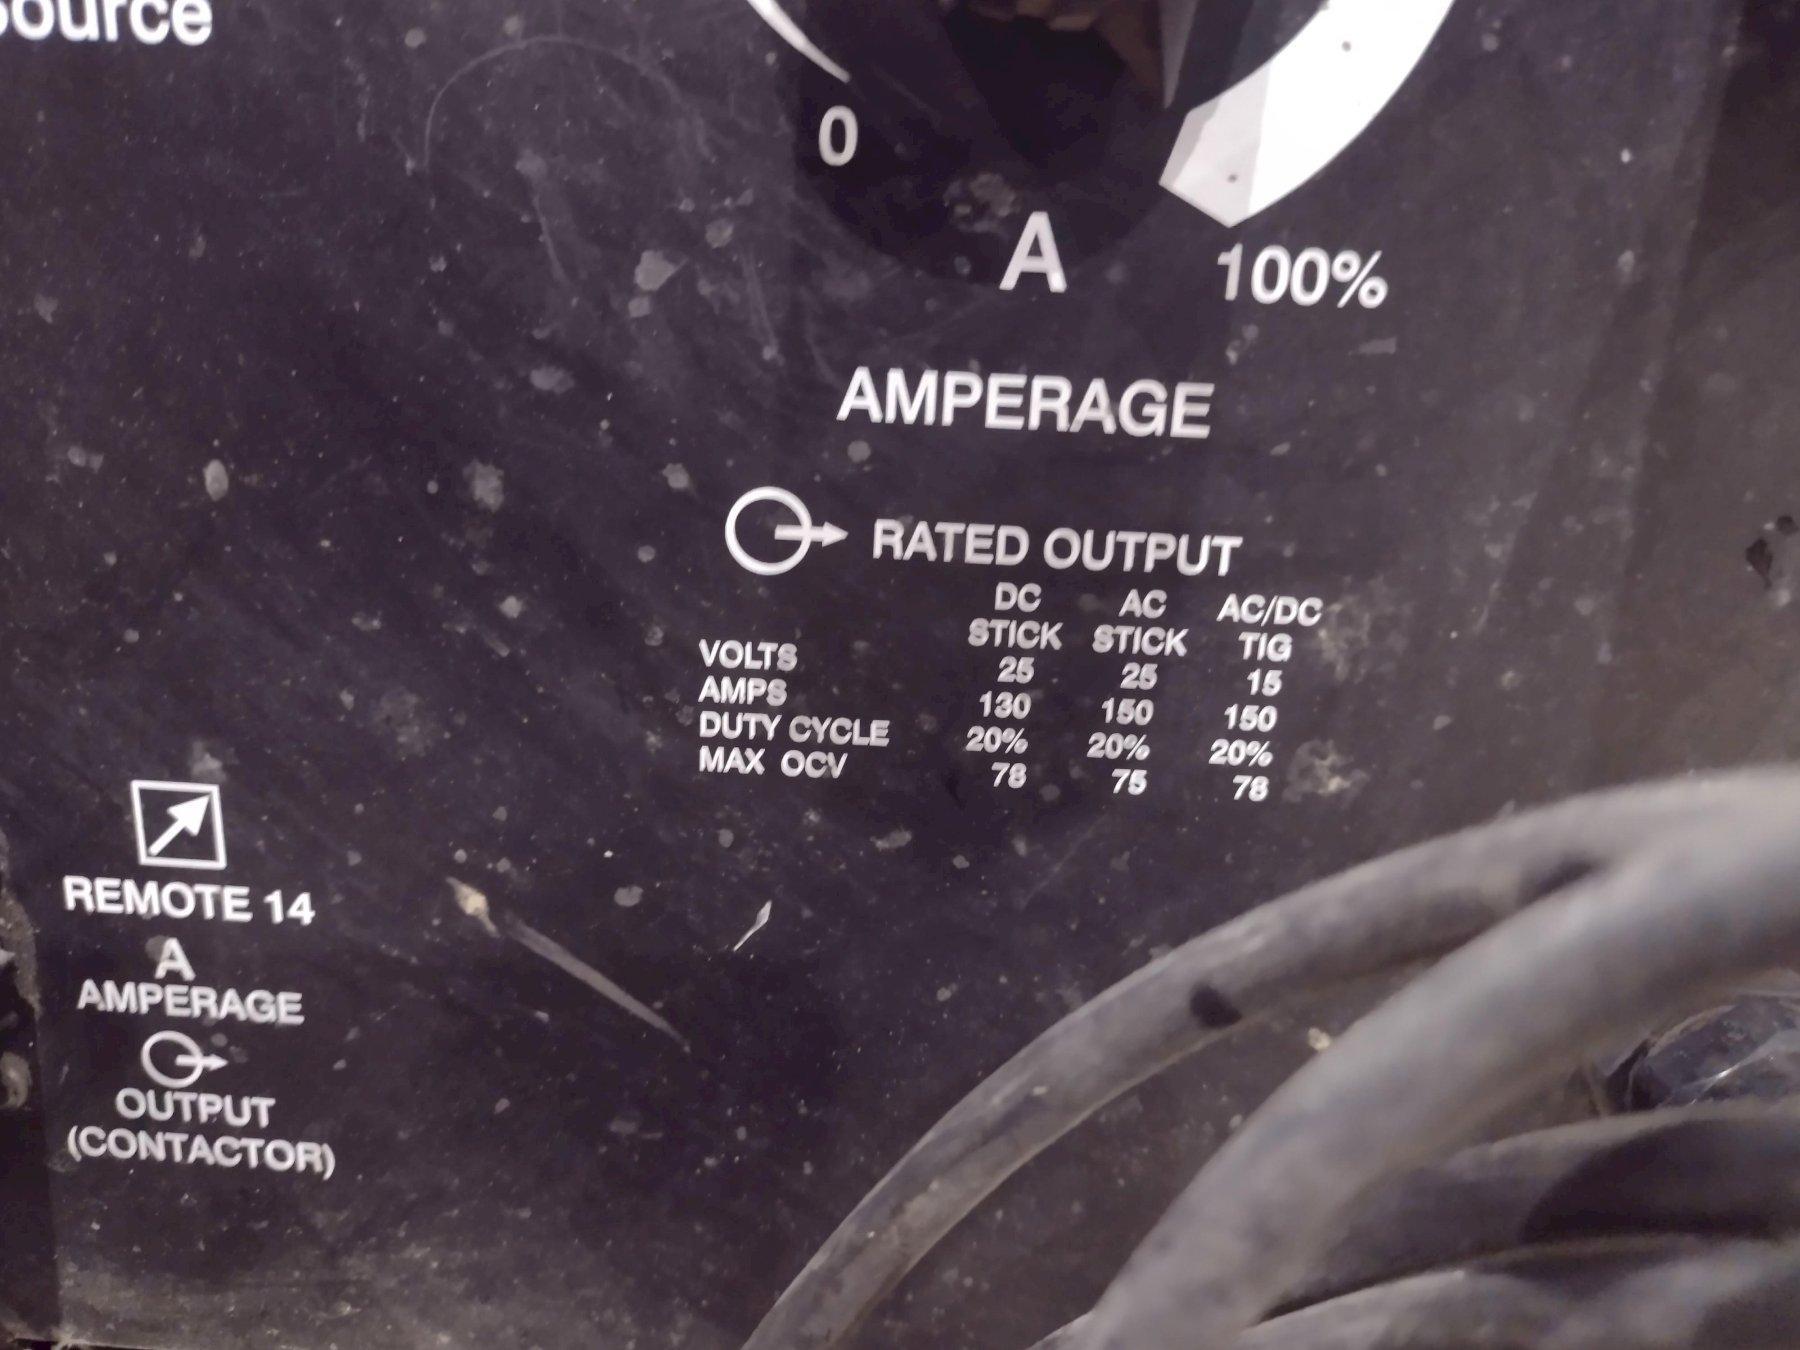 Source
0
A
100%
AMPERAGE
RATED OUTPUT
DC AC AC/DC
STICK STICK TIG
VOLTS 25 25 15
AMPS 130 150 150
DUTY CYCLE 20% 20% 20%
MAX OCV 78 75 78
REMOTE 14
A
AMPERAGE
OUTPUT
(CONTACTOR)